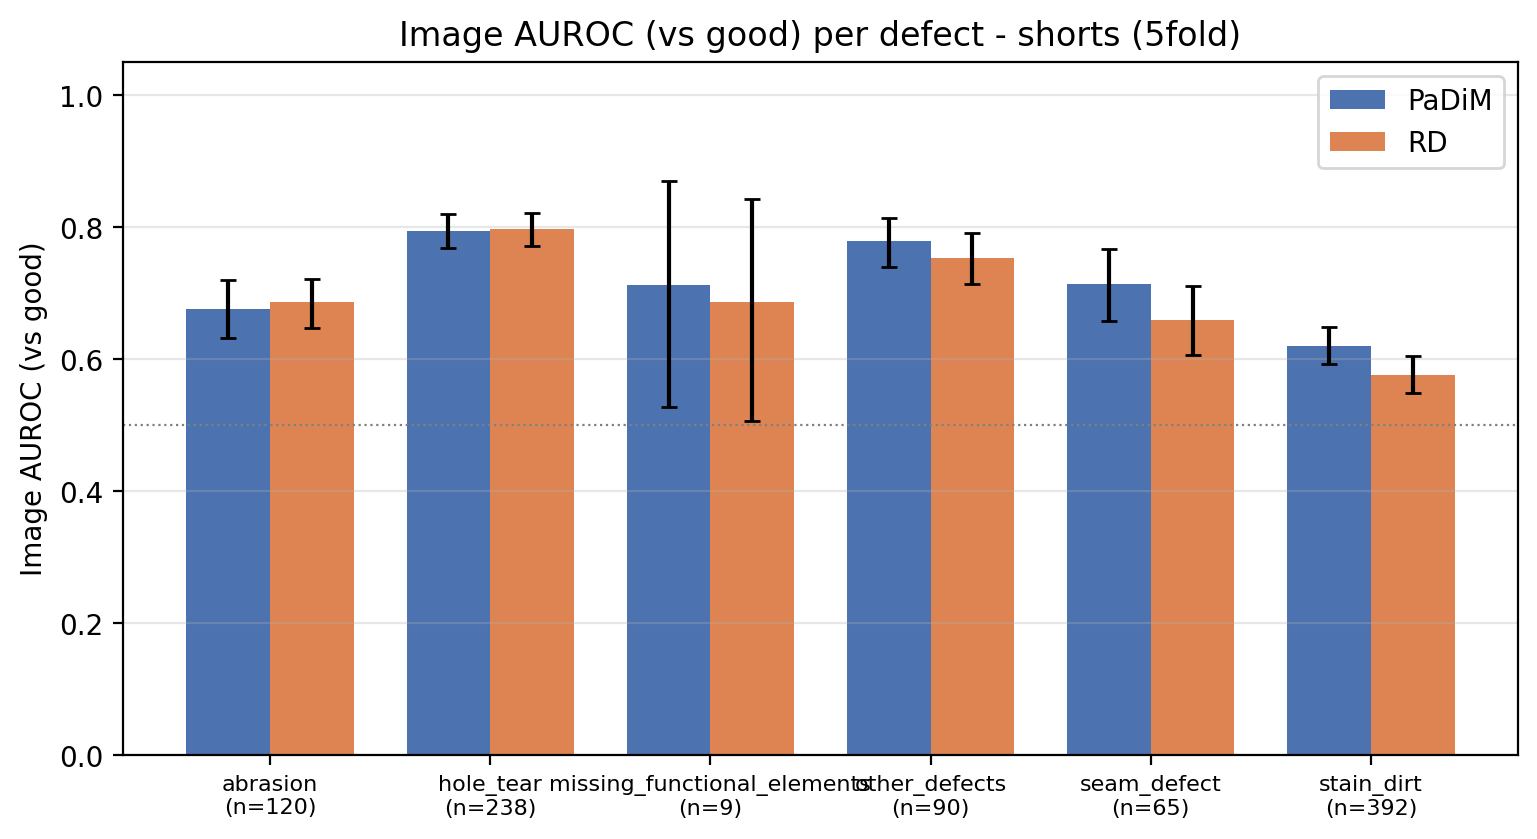 Image AUROC (vs good) per defect - shorts (5fold)
PaDiM
RD
Image AUROC (vs good)
1.0
0.8
0.6
0.4
0.2
0.0
abrasion
(n=120)
hole_tear
(n=238)
missing_functional_elements
(n=9)
other_defects
(n=90)
seam_defect
(n=65)
stain_dirt
(n=392)